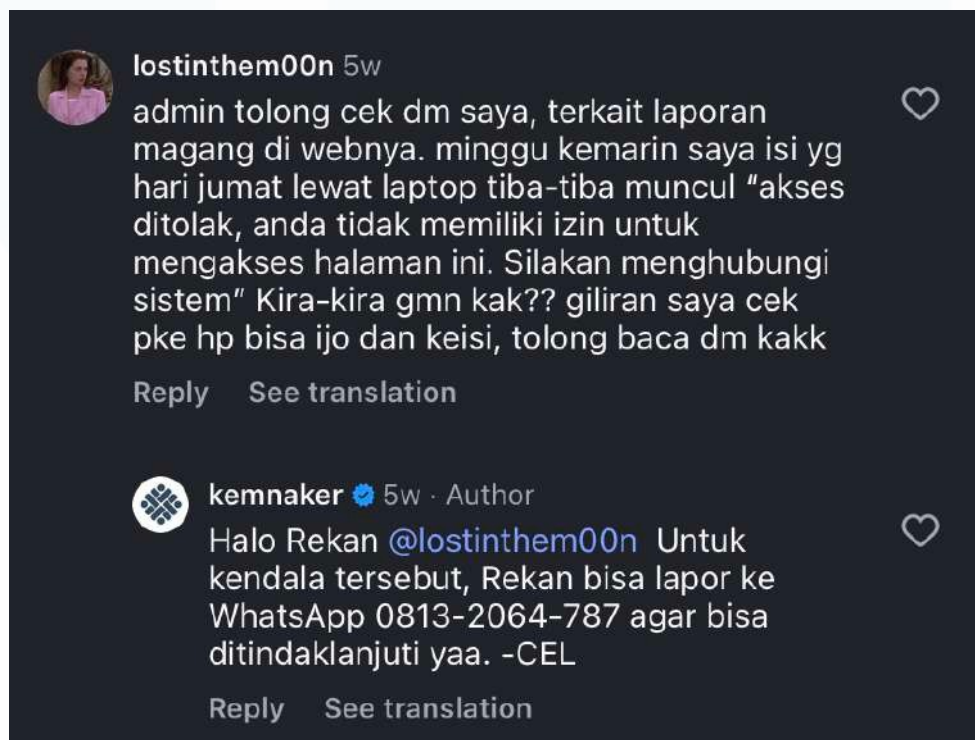 lostinthem00n 5w
admin tolong cek dm saya, terkait laporan
magang di webnya. minggu kemarin saya isi yg
hari jumat lewat laptop tiba-tiba muncul “akses
ditolak, anda tidak memiliki izin untuk
mengakses halaman ini. Silakan menghubungi
sistem” Kira-kira gmn kak?? giliran saya cek
pke hp bisa ijo dan keisi, tolong baca dm kakk
Reply See translation
kemnaker 5w · Author
Halo Rekan @lostinthem00n Untuk
kendala tersebut, Rekan bisa lapor ke
WhatsApp 0813-2064-787 agar bisa
ditindaklanjuti yaa. -CEL
Reply See translation